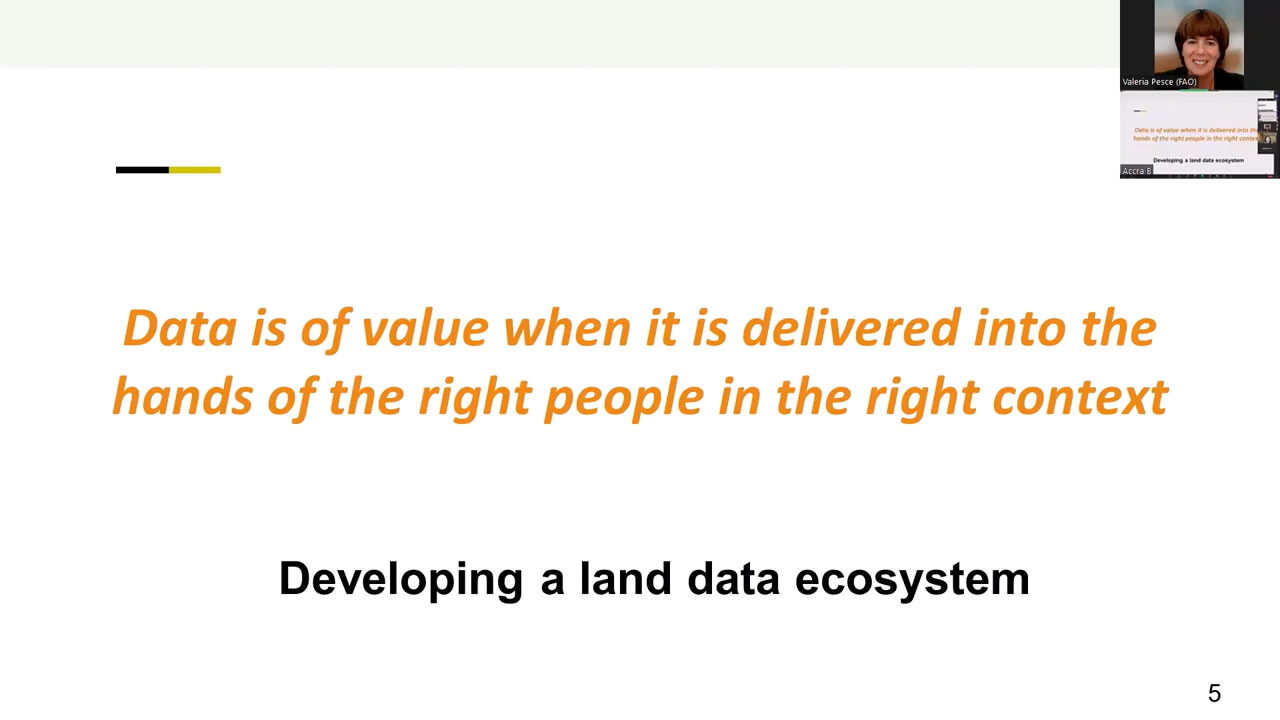 Valeria Pesce (FAO)
Data is of value when it is delivered into the
hands of the right people in the right context
Developing a land data ecosystem
Accra B
Data is of value when it is delivered into the
hands of the right people in the right context
Developing a land data ecosystem
5